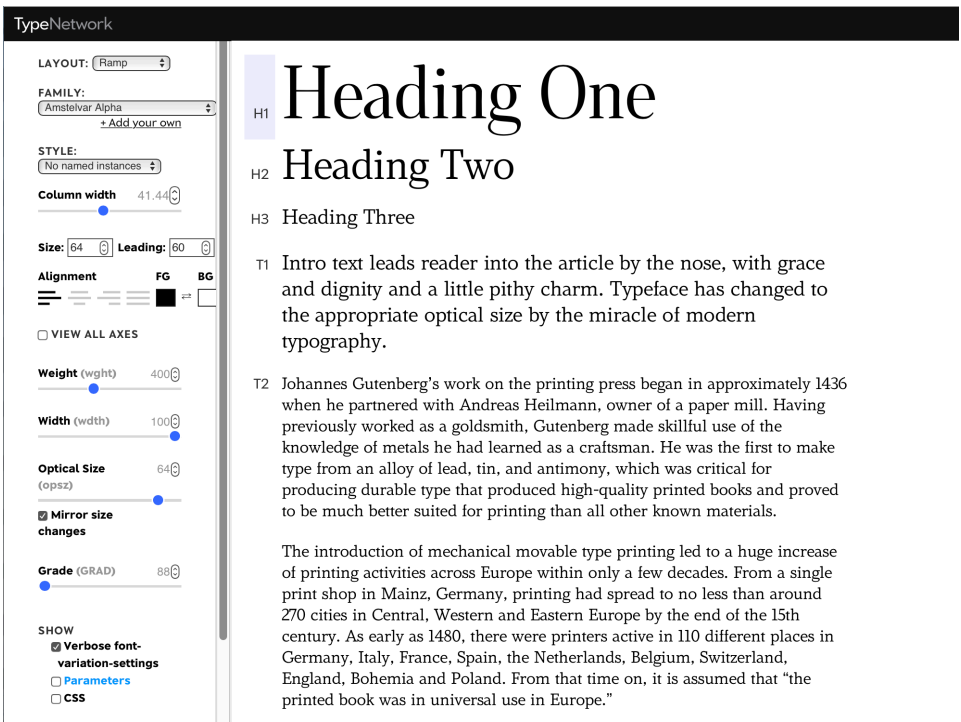 TypeNetwork
LAYOUT: Ramp
FAMILY:
Amstelvar Alpha
+ Add your own
STYLE:
No named instances
Column width 41.44
Size: 64 Leading: 60
Alignment FG BG
VIEW ALL AXES
Weight (wght) 400
Width (wdth) 100
Optical Size 64
(opsz)
Mirror size
changes
Grade (GRAD) 88
SHOW
Verbose font-
variation-settings
Parameters
CSS
H1 Heading One
H2 Heading Two
H3 Heading Three
T1 Intro text leads reader into the article by the nose, with grace
and dignity and a little pithy charm. Typeface has changed to
the appropriate optical size by the miracle of modern
typography.
T2 Johannes Gutenberg’s work on the printing press began in approximately 1436
when he partnered with Andreas Heilmann, owner of a paper mill. Having
previously worked as a goldsmith, Gutenberg made skillful use of the
knowledge of metals he had learned as a craftsman. He was the first to make
type from an alloy of lead, tin, and antimony, which was critical for
producing durable type that produced high-quality printed books and proved
to be much better suited for printing than all other known materials.
The introduction of mechanical movable type printing led to a huge increase
of printing activities across Europe within only a few decades. From a single
print shop in Mainz, Germany, printing had spread to no less than around
270 cities in Central, Western and Eastern Europe by the end of the 15th
century. As early as 1480, there were printers active in 110 different places in
Germany, Italy, France, Spain, the Netherlands, Belgium, Switzerland,
England, Bohemia and Poland. From that time on, it is assumed that “the
printed book was in universal use in Europe.”